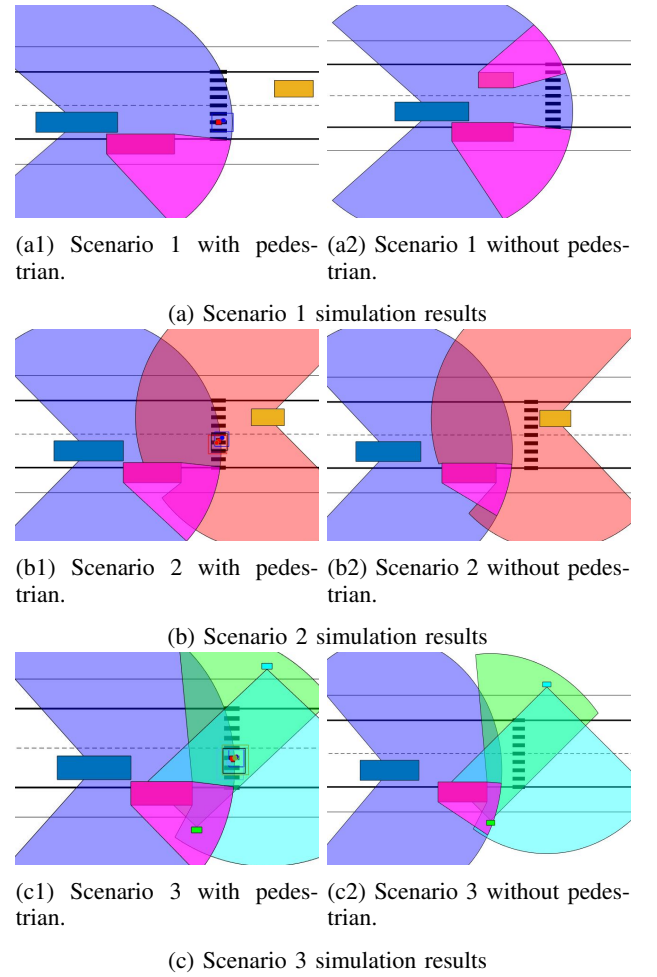 (a1) Scenario 1 with pedes-
trian.
(a2) Scenario 1 without pedes-
trian.
(a) Scenario 1 simulation results
(b1) Scenario 2 with pedes-
trian.
(b2) Scenario 2 without pedes-
trian.
(b) Scenario 2 simulation results
(c1) Scenario 3 with pedes-
trian.
(c2) Scenario 3 without pedes-
trian.
(c) Scenario 3 simulation results